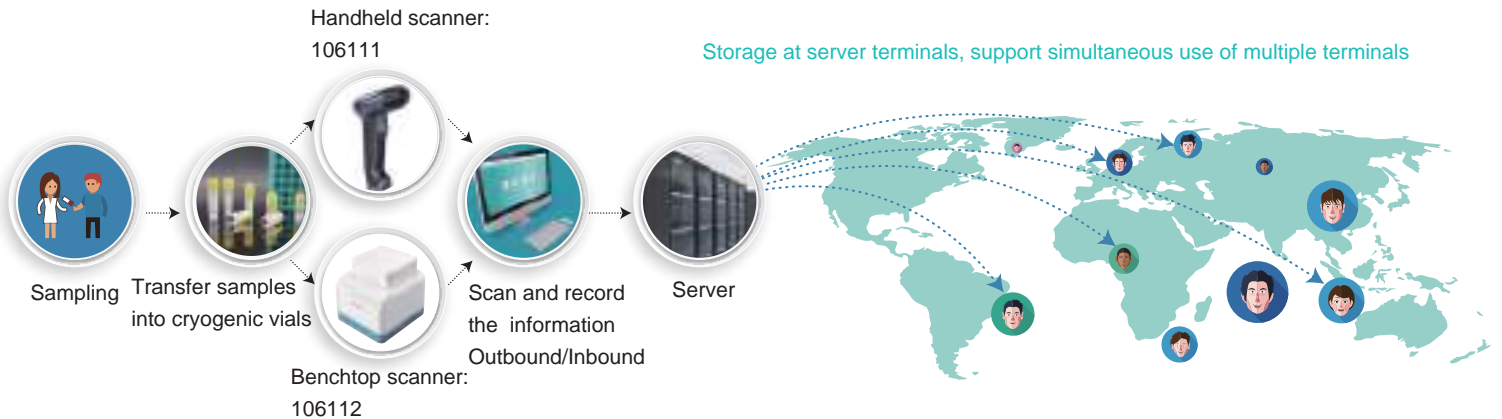 Handheld scanner:
106111
Storage at server terminals, support simultaneous use of multiple terminals
Sampling
Transfer samples
into cryogenic vials
Scan and record
the information
Outbound/Inbound
Server
Benchtop scanner:
106112